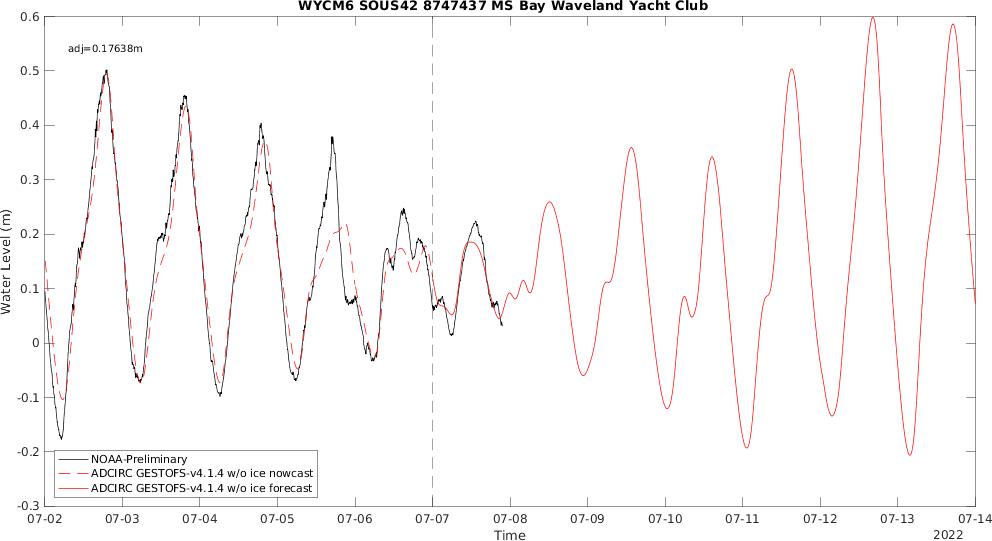 WYCM6 SOUS42 8747437 MS Bay Waveland Yacht Club
adj=0.17638m
Water Level (m)
0.6
0.5
0.4
0.3
0.2
0.1
0
-0.1
-0.2
-0.3
NOAA-Preliminary
ADCIRC GESTOFS-v4.1.4 w/o ice nowcast
ADCIRC GESTOFS-v4.1.4 w/o ice forecast
07-02 07-03 07-04 07-05 07-06 07-07 07-08 07-09 07-10 07-11 07-12 07-13 07-14
Time
2022